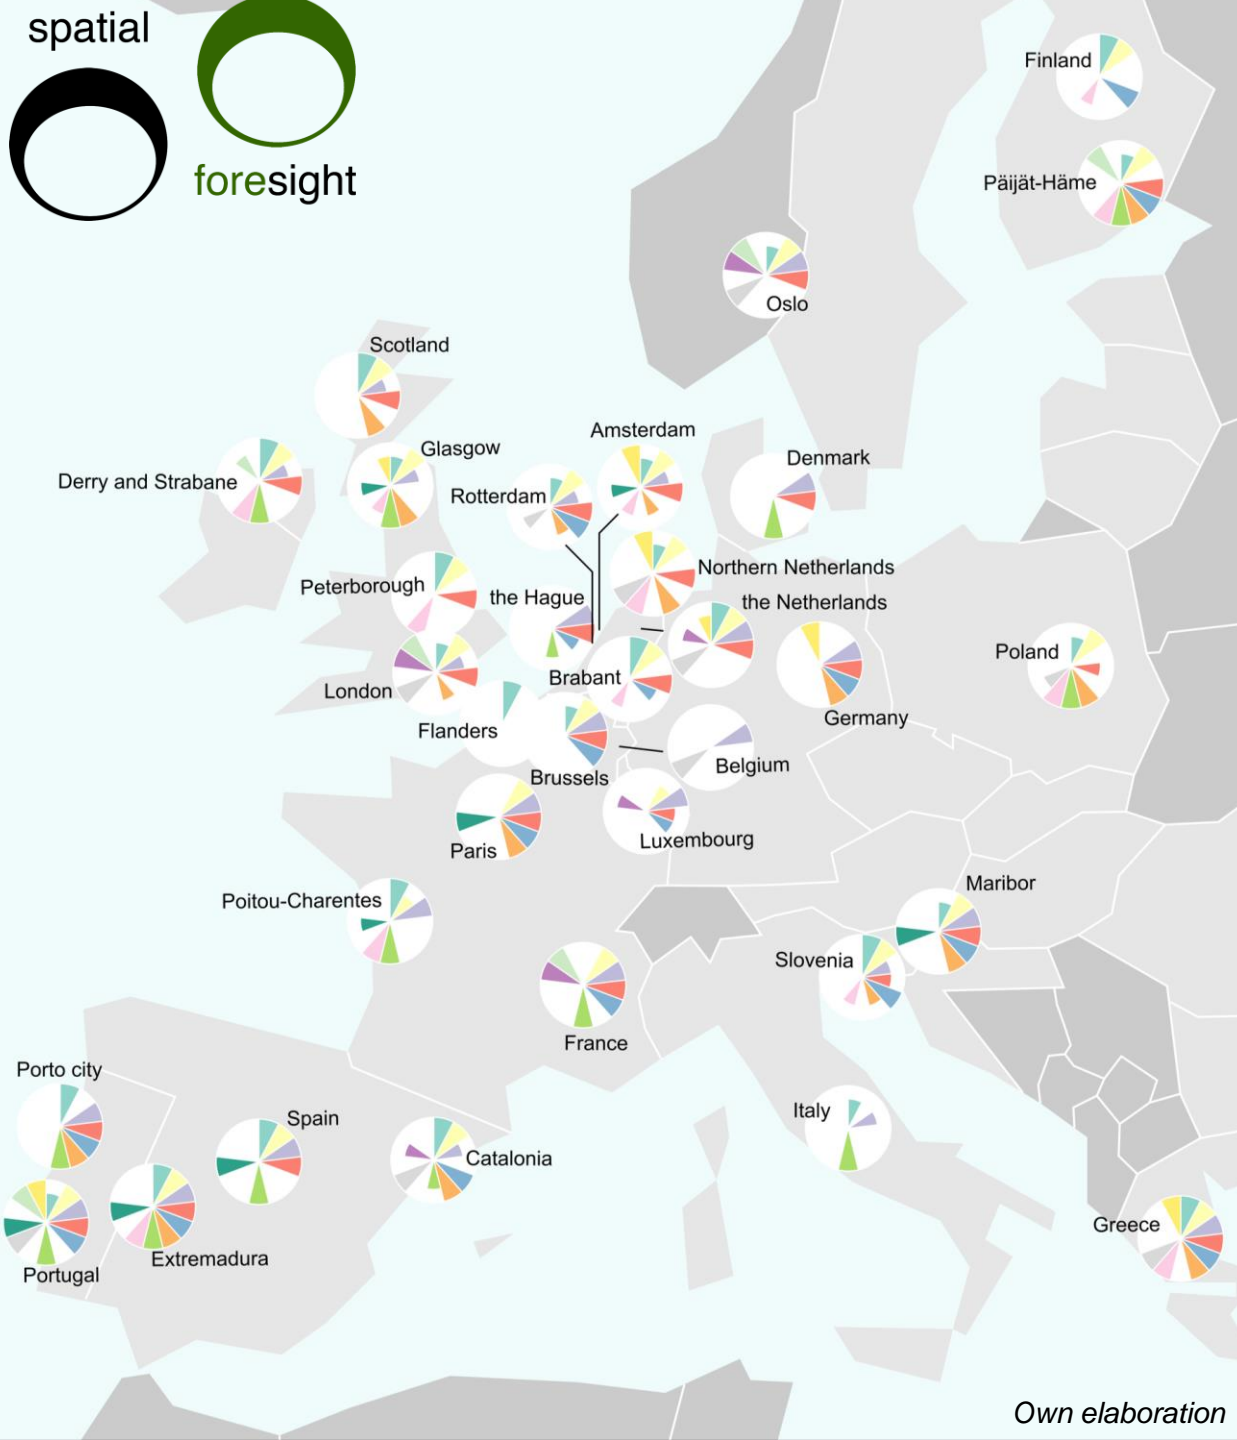 spatial
foresight
Finland
Päijät-Häme
Oslo
Scotland
Glasgow
Derry and Strabane
Amsterdam
Rotterdam
Denmark
Northern Netherlands
Peterborough
the Hague
the Netherlands
Brabant
London
Flanders
Germany
Poland
Brussels
Belgium
Luxembourg
Paris
Poitou-Charentes
Maribor
Slovenia
France
Porto city
Spain
Italy
Catalonia
Greece
Extremadura
Portugal
Own elaboration